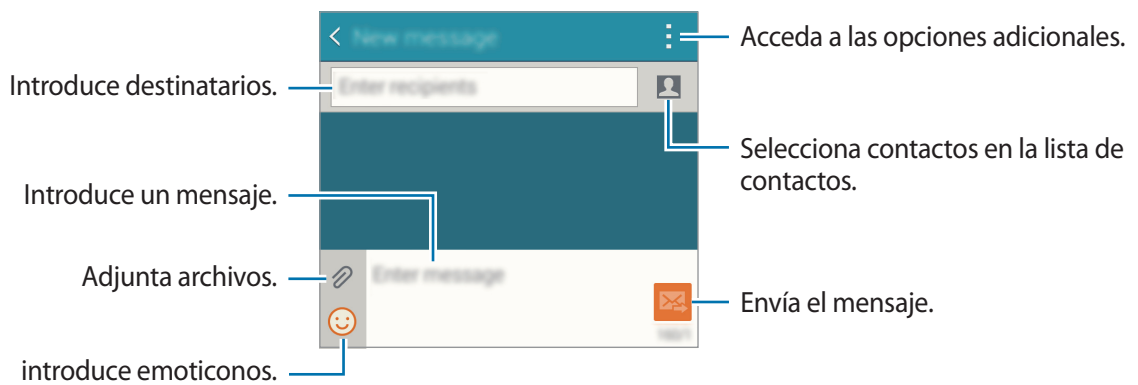 New message
Acceda a las opciones adicionales.
Introduce destinatarios.
Enter recipients
Selecciona contactos en la lista de
contactos.
Introduce un mensaje.
Adjunta archivos.
Enter message
Envía el mensaje.
introduce emoticonos.